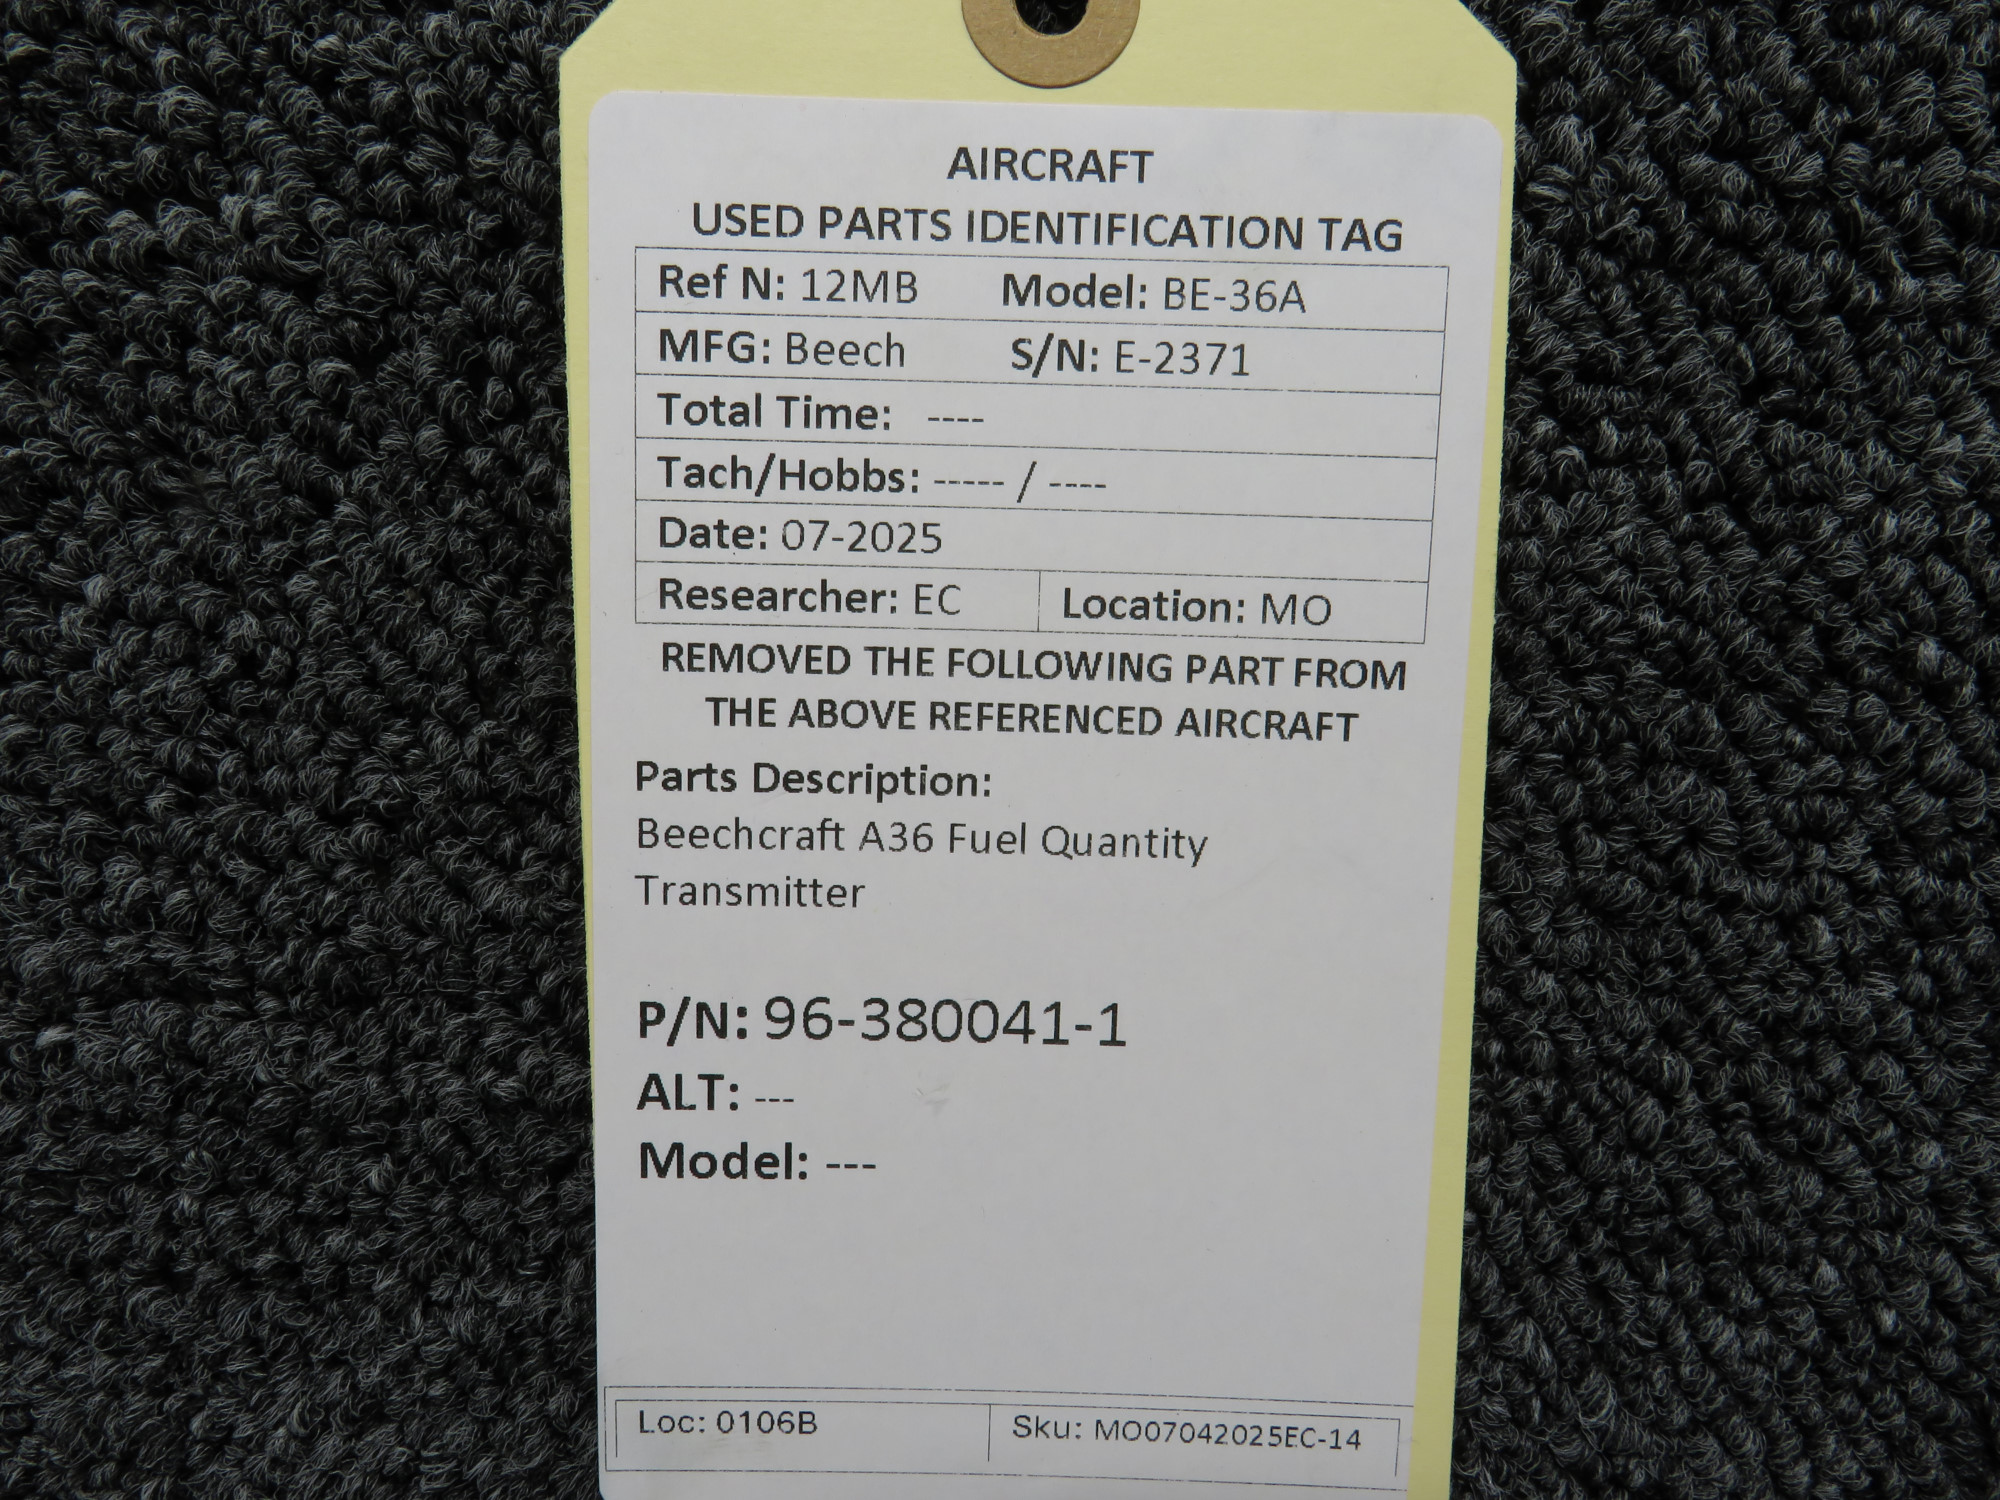 AIRCRAFT
USED PARTS IDENTIFICATION TAG
Ref N: 12MB Model: BE-36A
MFG: Beech S/N: E-2371
Total Time: ----
Tach/Hobbs: ----- / ----
Date: 07-2025
Researcher: EC Location: MO
REMOVED THE FOLLOWING PART FROM
THE ABOVE REFERENCED AIRCRAFT
Parts Description:
Beechcraft A36 Fuel Quantity
Transmitter
P/N: 96-380041-1
ALT: ---
Model: ---
Loc: 0106B Sku: MO07042025EC-14